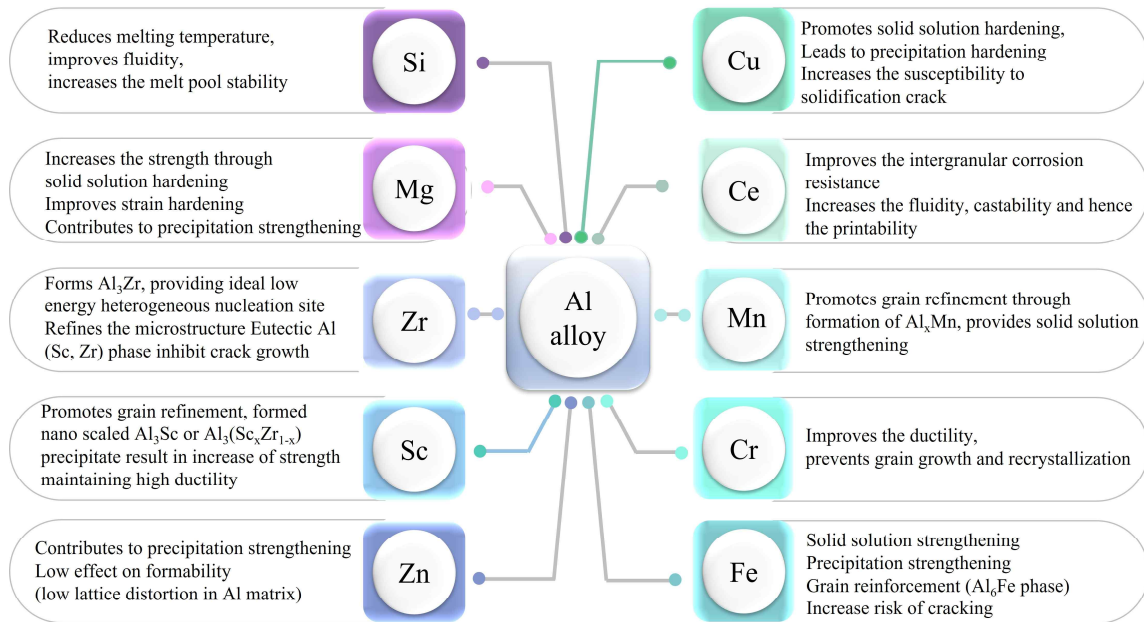 Reduces melting temperature,
improves fluidity,
increases the melt pool stability
Si
Increases the strength through
solid solution hardening
Improves strain hardening
Contributes to precipitation strengthening
Mg
Forms Al₃Zr, providing ideal low
energy heterogeneous nucleation site
Refines the microstructure Eutectic Al
(Sc, Zr) phase inhibit crack growth
Zr
Promotes grain refinement, formed
nano scaled Al₃Sc or Al₃(ScₓZr₁₋ₓ)
precipitate result in increase of strength
maintaining high ductility
Sc
Contributes to precipitation strengthening
Low effect on formability
(low lattice distortion in Al matrix)
Zn
Al
alloy
Cu
Promotes solid solution hardening,
Leads to precipitation hardening
Increases the susceptibility to
solidification crack
Ce
Improves the intergranular corrosion
resistance
Increases the fluidity, castability and hence
the printability
Mn
Promotes grain refinement through
formation of AlₓMn, provides solid solution
strengthening
Cr
Improves the ductility,
prevents grain growth and recrystallization
Fe
Solid solution strengthening
Precipitation strengthening
Grain reinforcement (Al₆Fe phase)
Increase risk of cracking